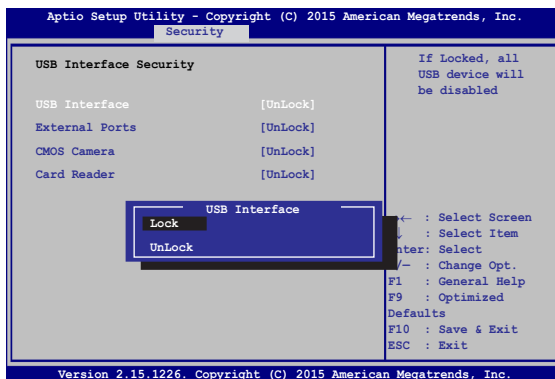 Aptio Setup Utility - Copyright (C) 2015 American Megatrends, Inc.
Security
USB Interface Security
USB Interface [UnLock]
External Ports [UnLock]
CMOS Camera [UnLock]
Card Reader [UnLock]
USB Interface
Lock
UnLock
If Locked, all
USB device will
be disabled
← : Select Screen
↓ : Select Item
nter: Select
/— : Change Opt.
F1 : General Help
F9 : Optimized
Defaults
F10 : Save & Exit
ESC : Exit
Version 2.15.1226. Copyright (C) 2015 American Megatrends, Inc.